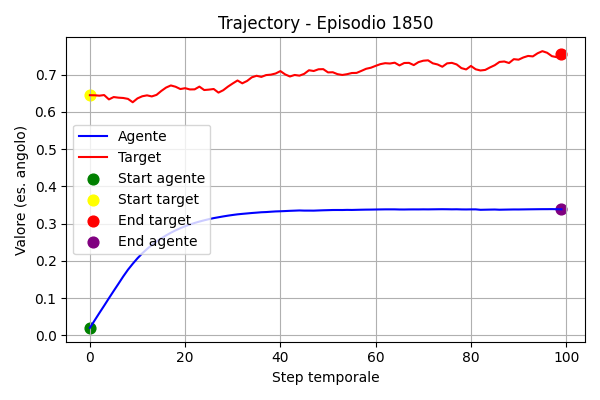 Trajectory - Episodio 1850
Valore (es. angolo)
0.7
0.6
0.5
0.4
0.3
0.2
0.1
0.0
Agente
Target
Start agente
Start target
End target
End agente
0 20 40 60 80 100
Step temporale